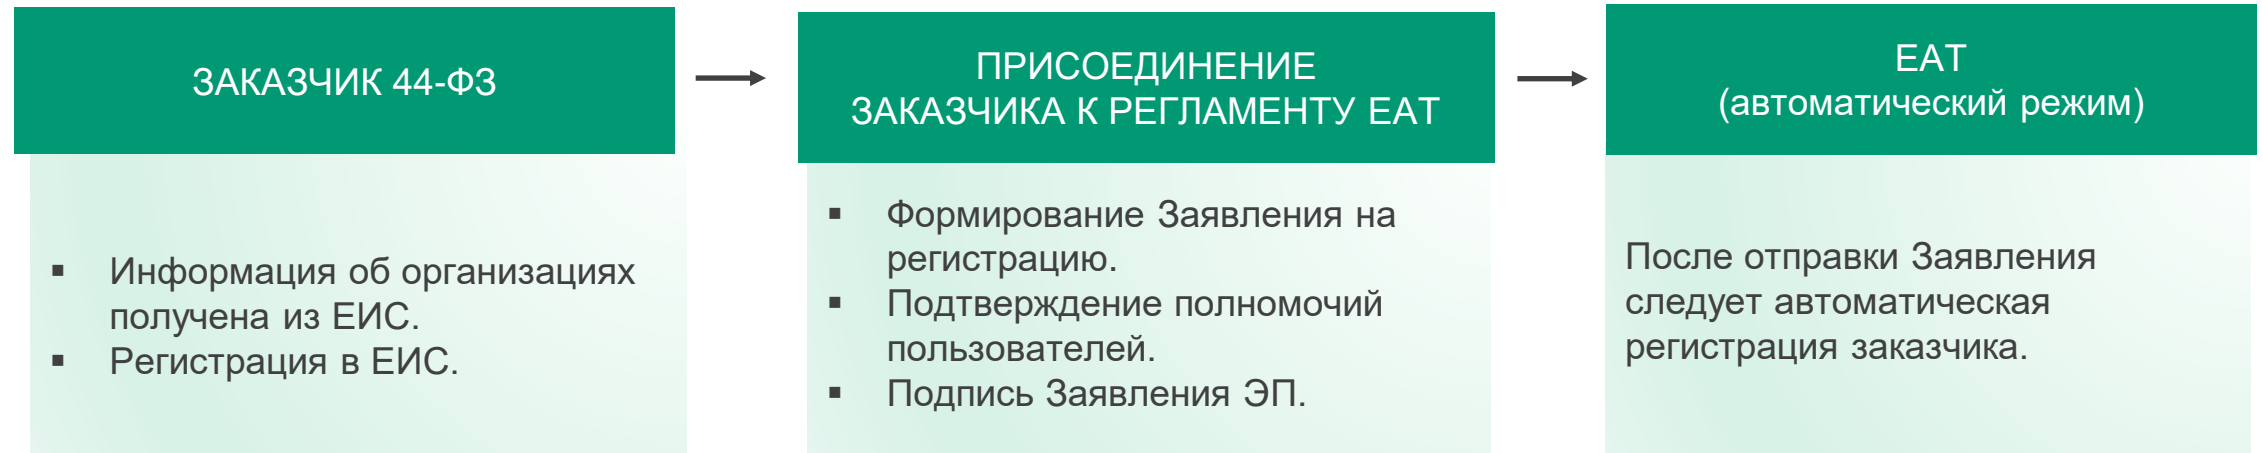 ЗАКАЗЧИК 44-ФЗ
▪ Информация об организациях
получена из ЕИС.
▪ Регистрация в ЕИС.
ПРИСОЕДИНЕНИЕ
ЗАКАЗЧИКА К РЕГЛАМЕНТУ ЕАТ
▪ Формирование Заявления на
регистрацию.
▪ Подтверждение полномочий
пользователей.
▪ Подпись Заявления ЭП.
ЕАТ
(автоматический режим)
После отправки Заявления
следует автоматическая
регистрация заказчика.